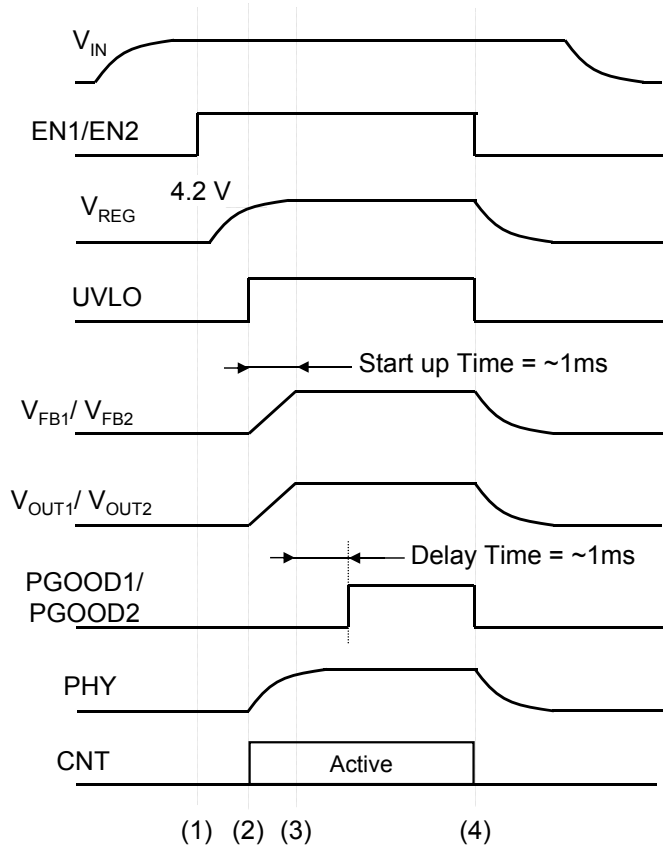 V_IN
EN1/EN2
4.2 V
V_REG
UVLO
Start up Time = ~1ms
V_FB1/ V_FB2
V_OUT1/ V_OUT2
Delay Time = ~1ms
PGOOD1/
PGOOD2
PHY
CNT
Active
(1) (2) (3) (4)